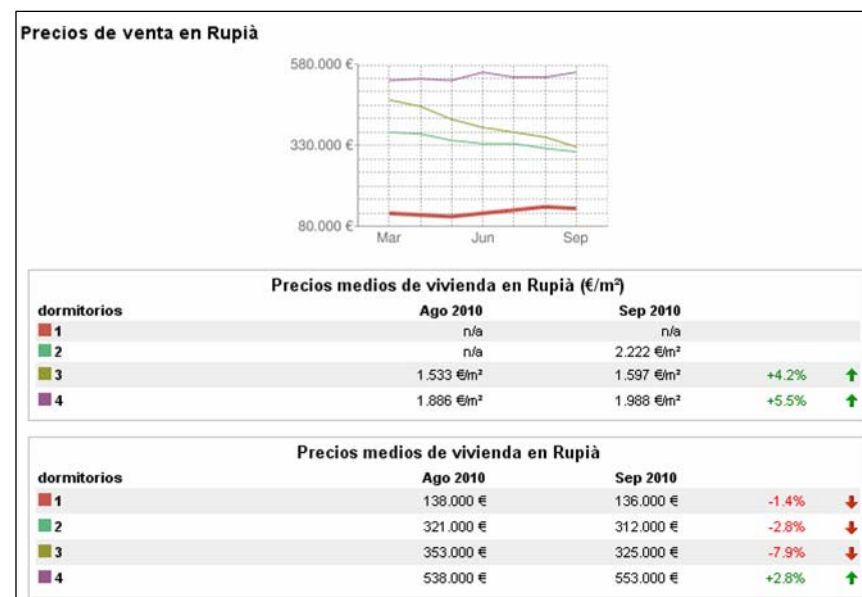 Precios de venta en Rupià
580.000 €
330.000 €
80.000 €
Mar Jun Sep
Precios medios de vivienda en Rupià (€/m²)
dormitorios Ago 2010 Sep 2010
1 n/a n/a
2 n/a 2.222 €/m²
3 1.533 €/m² 1.597 €/m² +4.2%
4 1.886 €/m² 1.988 €/m² +5.5%
Precios medios de vivienda en Rupià
dormitorios Ago 2010 Sep 2010
1 138.000 € 136.000 € -1.4%
2 321.000 € 312.000 € -2.8%
3 353.000 € 325.000 € -7.9%
4 538.000 € 553.000 € +2.8%